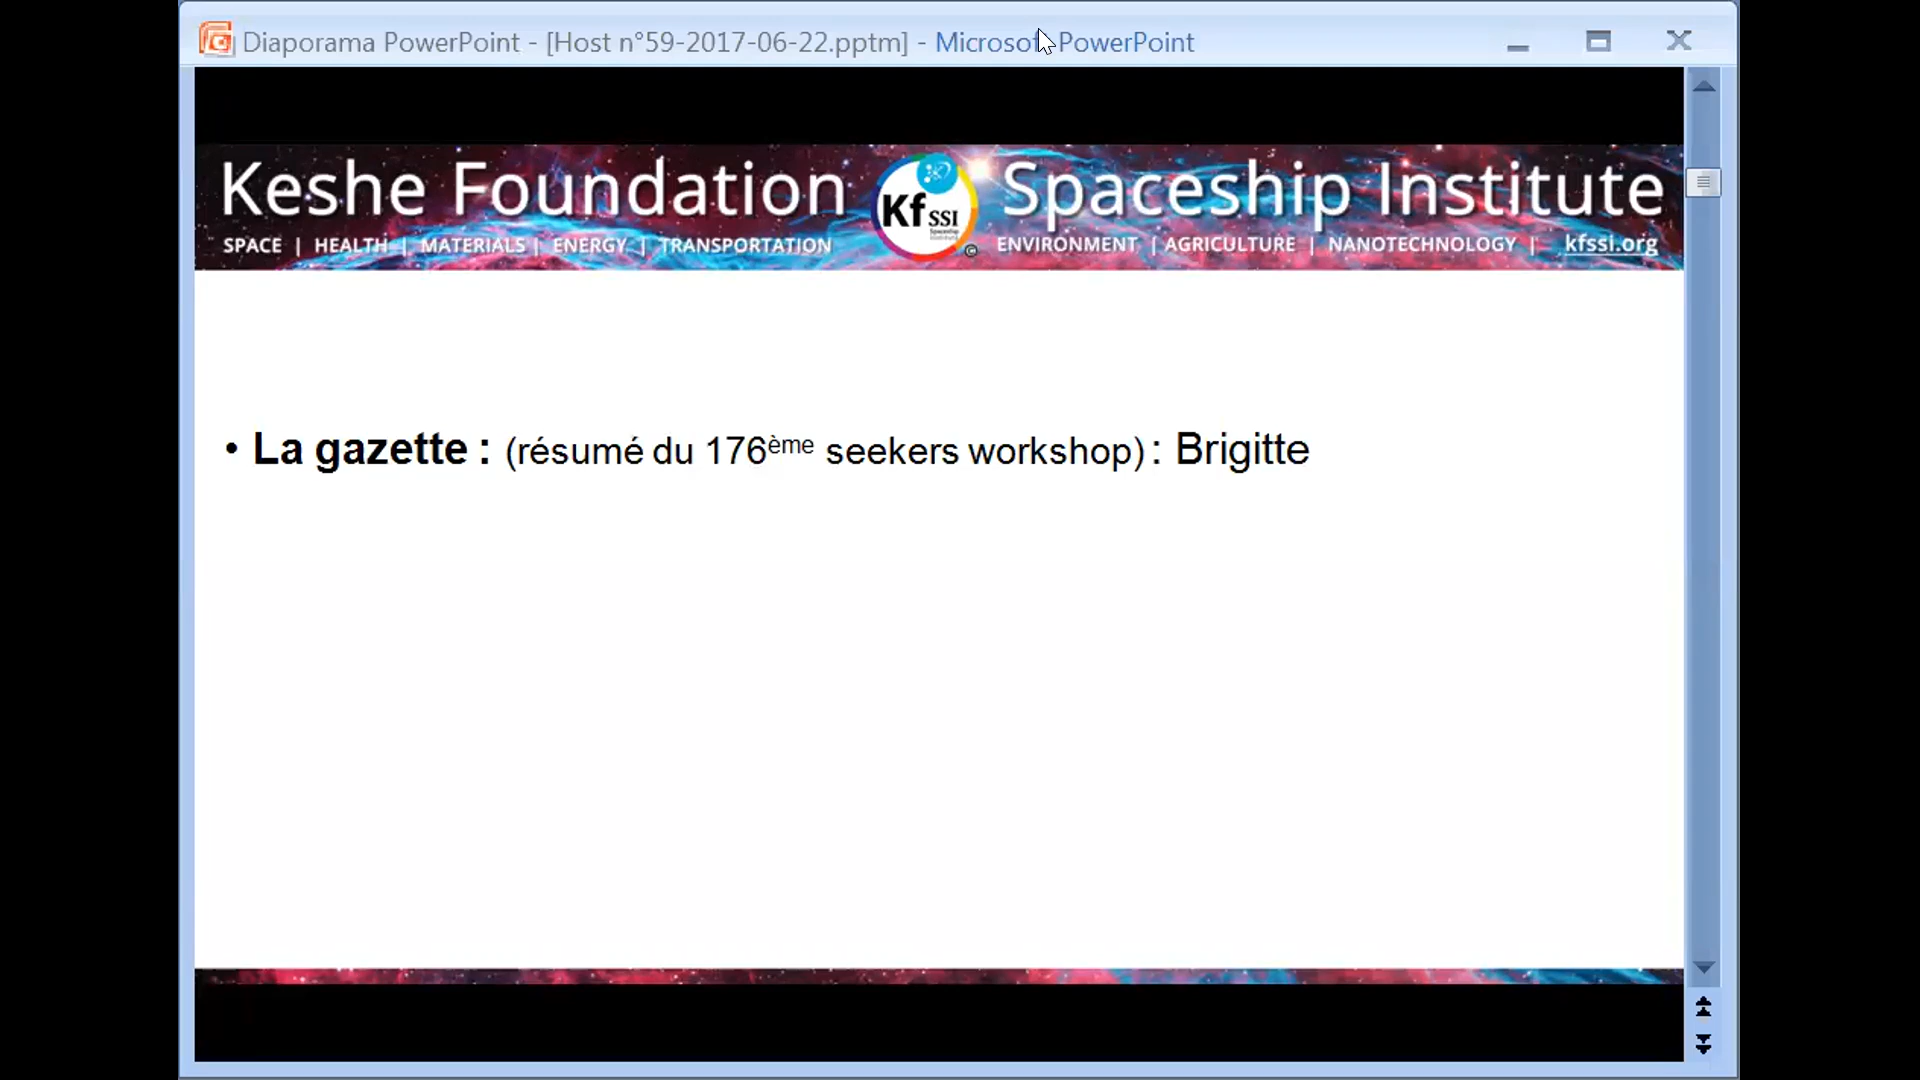 Diaporama PowerPoint - [Host n°59-2017-06-22.pptm] - Microsoft PowerPoint
Keshe Foundation Kf SSI Spaceship Institute
SPACE | HEALTH | MATERIALS | ENERGY | TRANSPORTATION © ENVIRONMENT | AGRICULTURE | NANOTECHNOLOGY | kfssi.org
• La gazette : (résumé du 176ème seekers workshop) : Brigitte